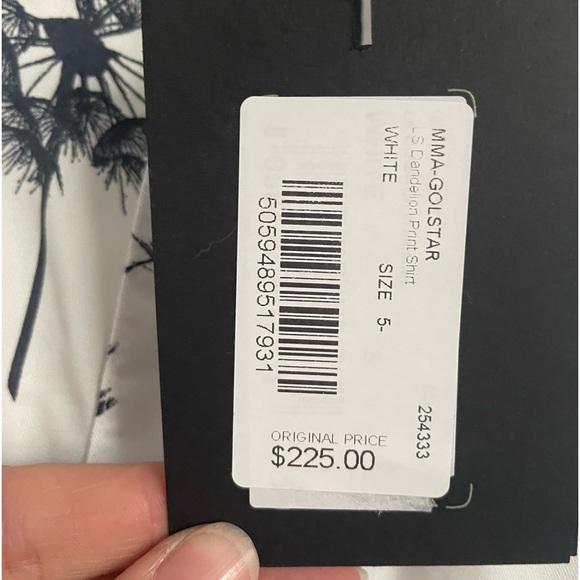 MMA-GOLSTAR
LS Dandelion Print Shirt
WHITE SIZE 5-
254333
5059489517931
ORIGINAL PRICE
$225.00